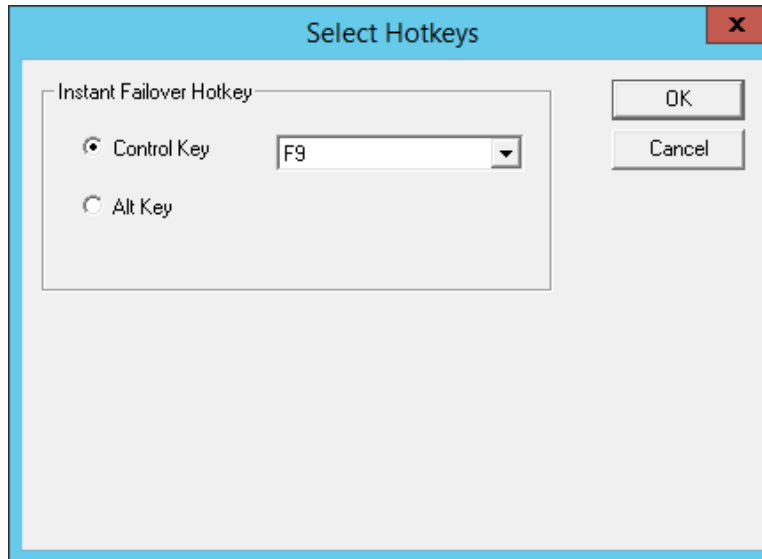 Select Hotkeys
x
Instant Failover Hotkey
Control Key
F9
Alt Key
OK
Cancel